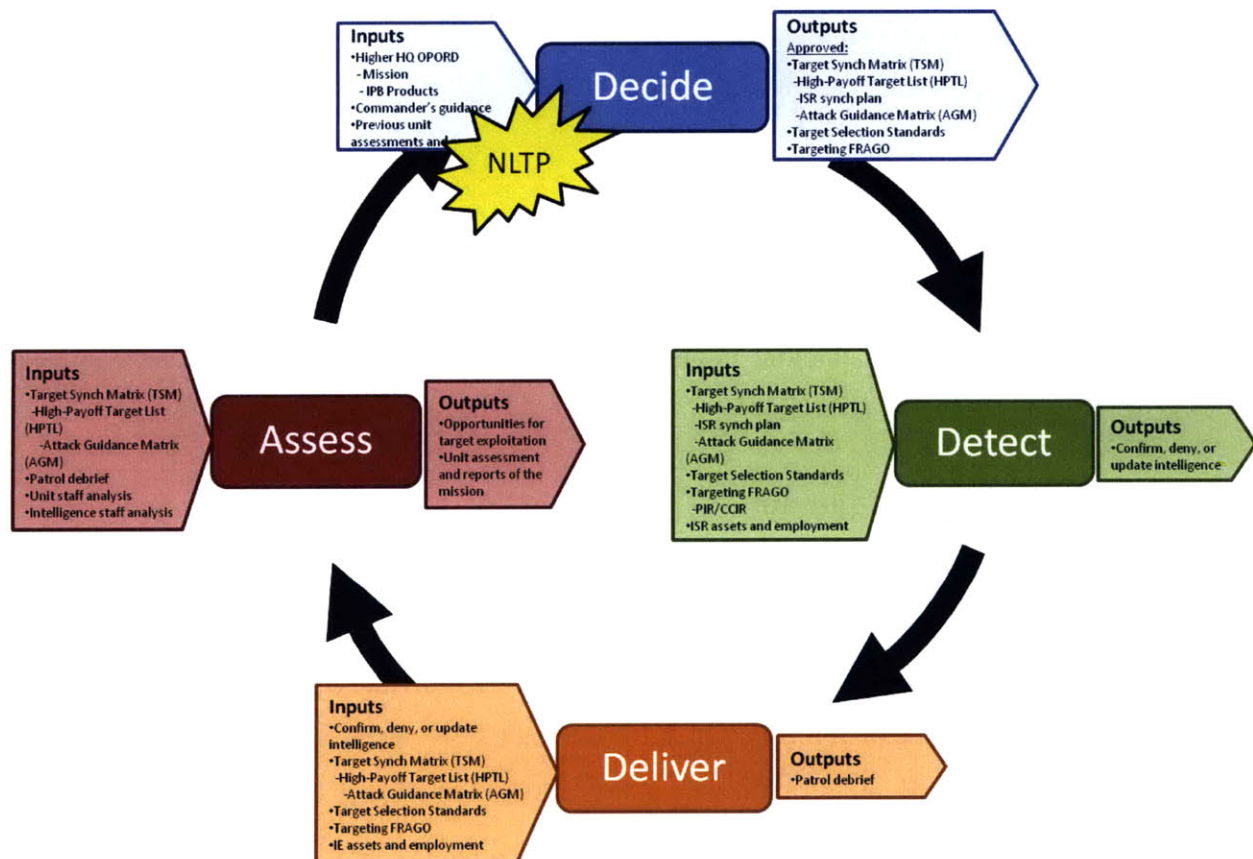 Inputs
•Higher HQ OPORD
- Mission
- IPB Products
•Commander's guidance
•Previous unit
assessments and
NLTP
Decide
Outputs
Approved:
•Target Synch Matrix (TSM)
-High-Payoff Target List (HPTL)
-ISR synch plan
-Attack Guidance Matrix (AGM)
•Target Selection Standards
•Targeting FRAGO
Inputs
•Target Synch Matrix (TSM)
-High-Payoff Target List
(HPTL)
-Attack Guidance Matrix
(AGM)
•Patrol debrief
•Unit staff analysis
•Intelligence staff analysis
Assess
Outputs
•Opportunities for
target exploitation
•Unit assessment
and reports of the
mission
Inputs
•Target Synch Matrix (TSM)
-High-Payoff Target List (HPTL)
-ISR synch plan
-Attack Guidance Matrix
(AGM)
•Target Selection Standards
•Targeting FRAGO
-PIR/CCIR
•ISR assets and employment
Detect
Outputs
•Confirm, deny, or
update intelligence
Inputs
•Confirm, deny, or update
intelligence
•Target Synch Matrix (TSM)
-High-Payoff Target List (HPTL)
-Attack Guidance Matrix (AGM)
•Target Selection Standards
•Targeting FRAGO
•IE assets and employment
Deliver
Outputs
•Patrol debrief